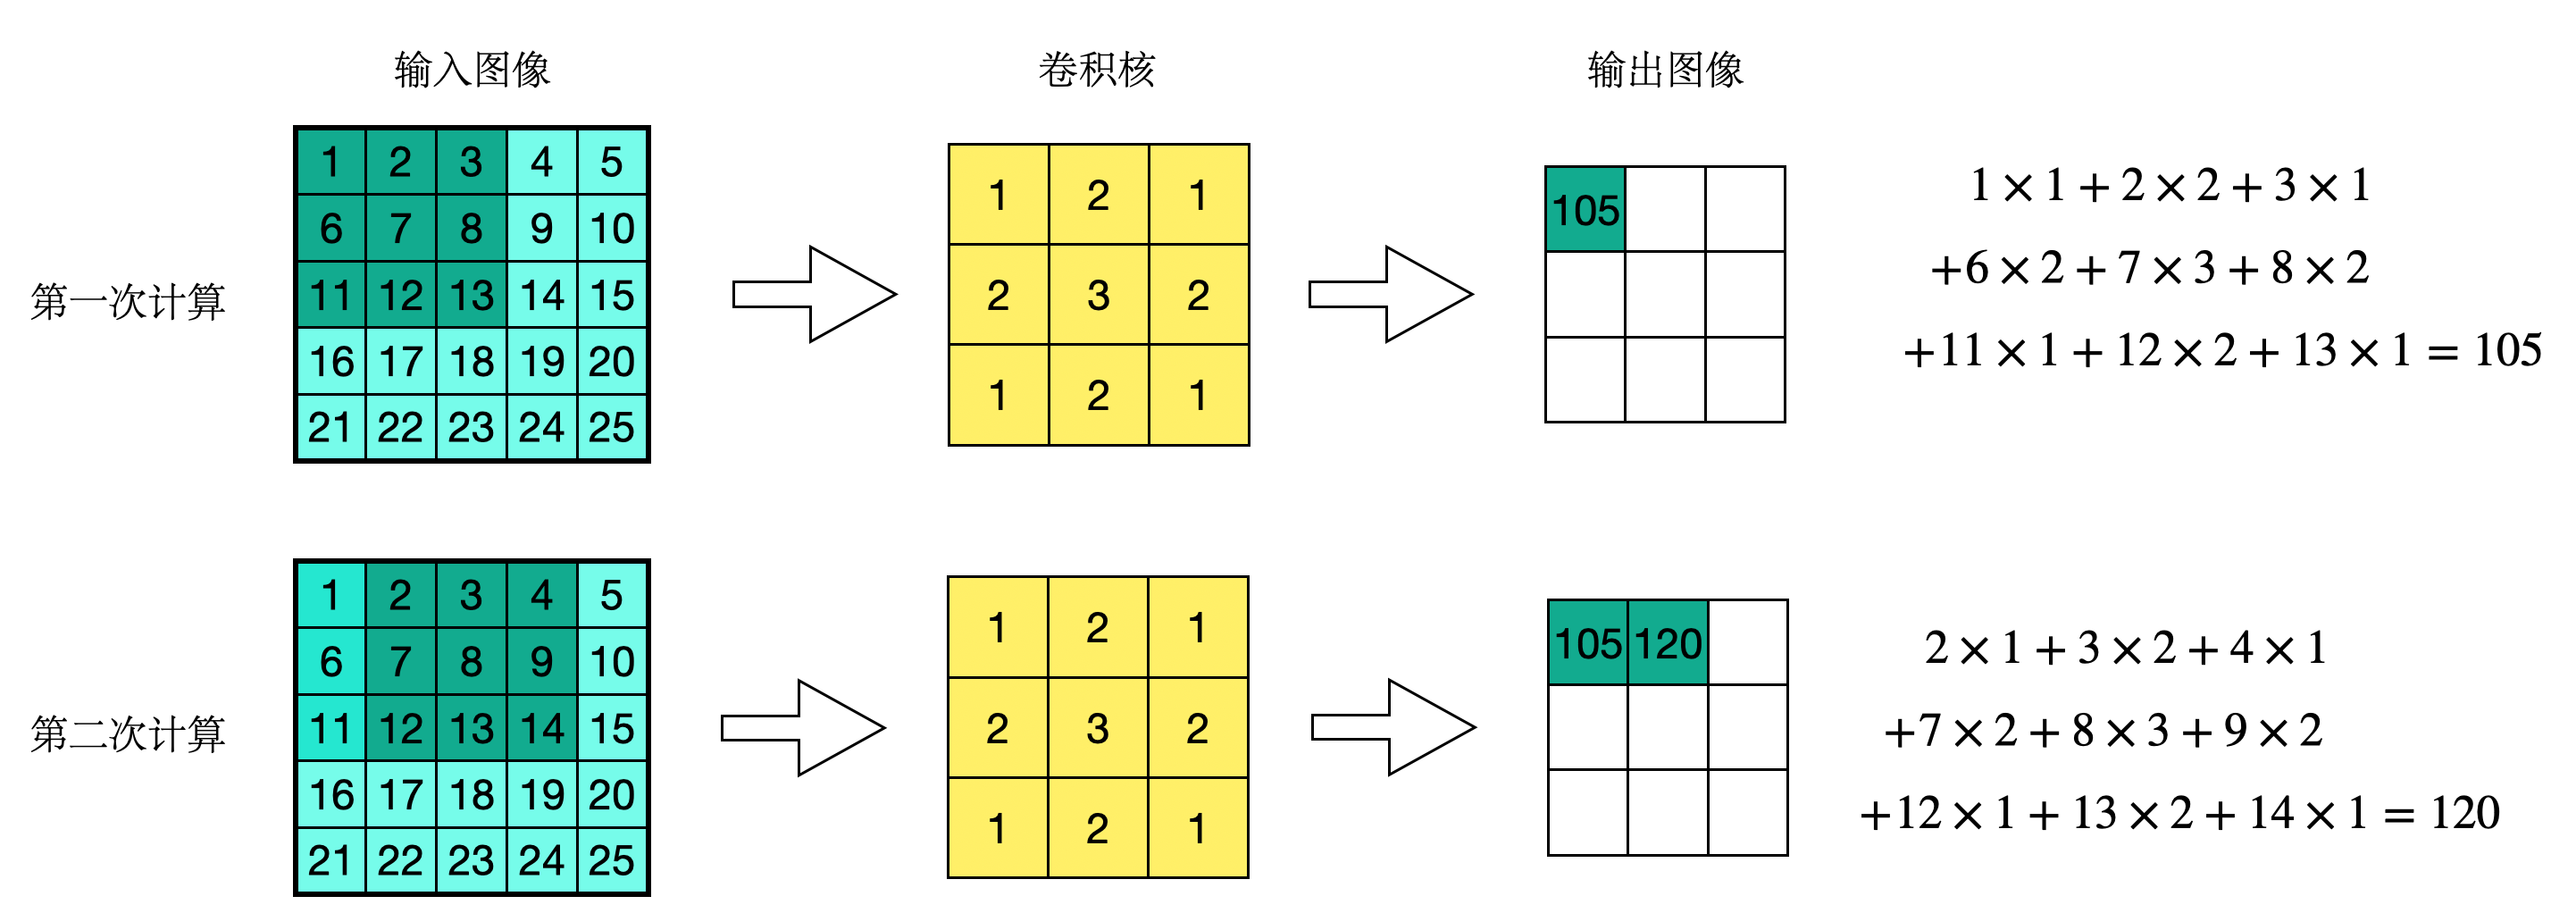 输入图像 卷积核 输出图像
第一次计算
1 2 3 4 5
6 7 8 9 10
11 12 13 14 15
16 17 18 19 20
21 22 23 24 25
1 2 1
2 3 2
1 2 1
105
1 × 1 + 2 × 2 + 3 × 1
+6 × 2 + 7 × 3 + 8 × 2
+11 × 1 + 12 × 2 + 13 × 1 = 105
第二次计算
1 2 3 4 5
6 7 8 9 10
11 12 13 14 15
16 17 18 19 20
21 22 23 24 25
1 2 1
2 3 2
1 2 1
105 120
2 × 1 + 3 × 2 + 4 × 1
+7 × 2 + 8 × 3 + 9 × 2
+12 × 1 + 13 × 2 + 14 × 1 = 120